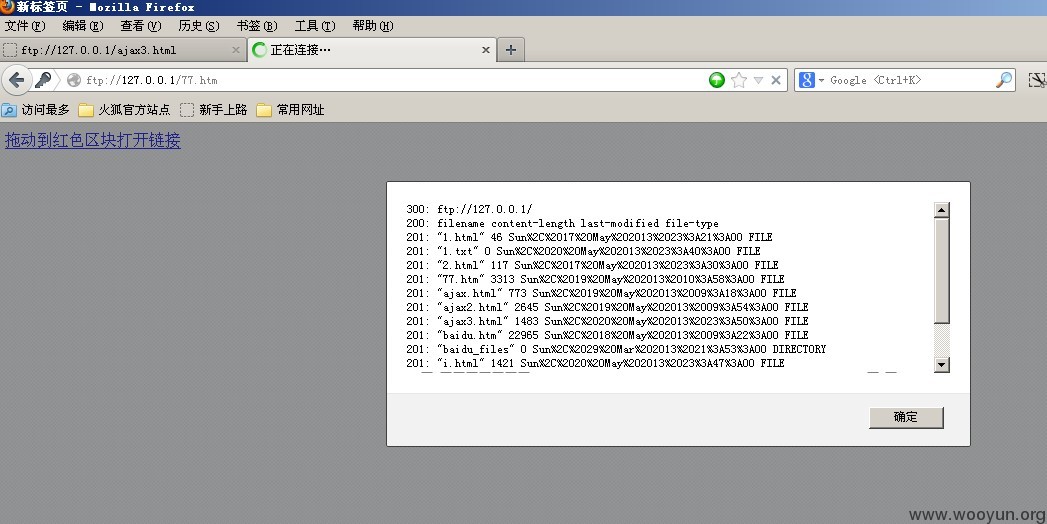 新标签页 - Mozilla Firefox
文件(F) 编辑(E) 查看(V) 历史(S) 书签(B) 工具(T) 帮助(H)
ftp://127.0.0.1/ajax3.html × 正在连接… × +
ftp://127.0.0.1/77.htm Google <Ctrl+K>
访问最多 火狐官方站点 新手上路 常用网址
拖动到红色区块打开链接
300: ftp://127.0.0.1/
200: filename content-length last-modified file-type
201: "1.html" 46 Sun%2C%2017%20May%202013%2023%3A21%3A00 FILE
201: "1.txt" 0 Sun%2C%2020%20May%202013%2023%3A40%3A00 FILE
201: "2.html" 117 Sun%2C%2017%20May%202013%2023%3A30%3A00 FILE
201: "77.htm" 3313 Sun%2C%2019%20May%202013%2010%3A58%3A00 FILE
201: "ajax.html" 773 Sun%2C%2019%20May%202013%2009%3A18%3A00 FILE
201: "ajax2.html" 2645 Sun%2C%2019%20May%202013%2009%3A54%3A00 FILE
201: "ajax3.html" 1483 Sun%2C%2020%20May%202013%2023%3A50%3A00 FILE
201: "baidu.htm" 22965 Sun%2C%2018%20May%202013%2009%3A22%3A00 FILE
201: "baidu_files" 0 Sun%2C%2029%20Mar%202013%2021%3A53%3A00 DIRECTORY
201: "i.html" 1421 Sun%2C%2020%20May%202013%2023%3A47%3A00 FILE
确定
www.wooyun.org